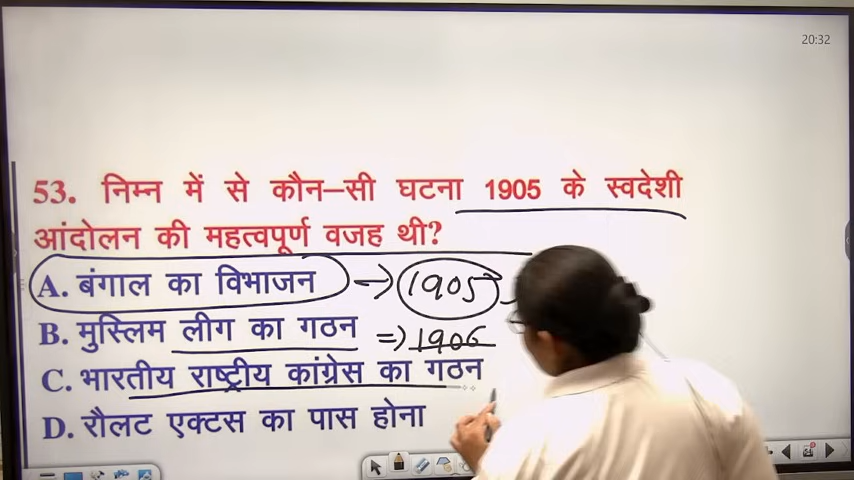 20:32
53. निम्न में से कौन–सी घटना 1905 के स्वदेशी
आंदोलन की महत्वपूर्ण वजह थी?
A. बंगाल का विभाजन → 1905
B. मुस्लिम लीग का गठन ⇒ 1906
C. भारतीय राष्ट्रीय कांग्रेस का गठन
D. रौलट एक्टस का पास होना